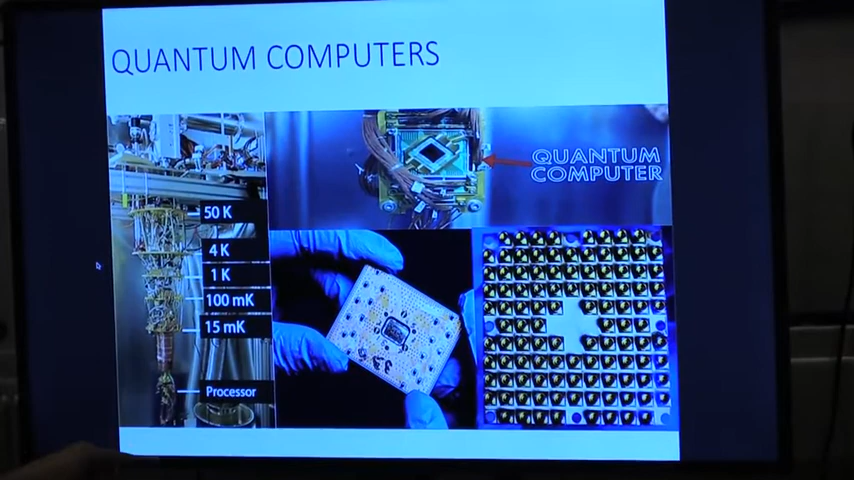 QUANTUM COMPUTERS
QUANTUM
COMPUTER
50 K
4 K
1 K
100 mK
15 mK
Processor